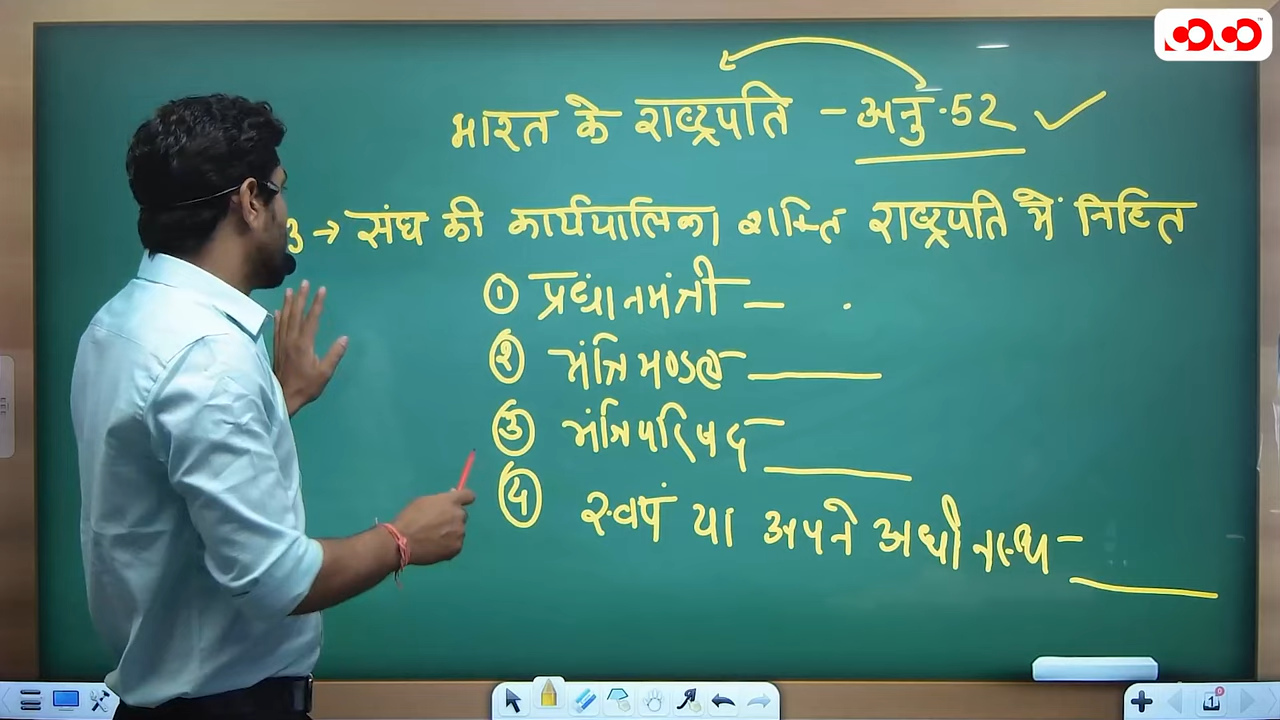 भारत के राष्ट्रपति - अनु.52 ✓
3 → संघ की कार्यपालिका शक्ति राष्ट्रपति में निहित
① प्रधानमंत्री —
② मंत्रिमण्डल —
③ मंत्रिपरिषद —
④ स्वयं या अपने अधीनस्थ —